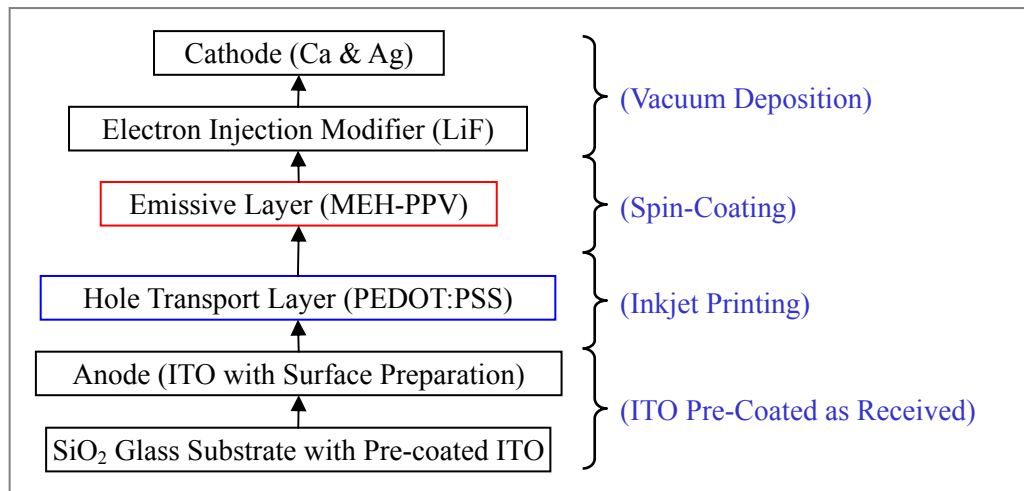 Cathode (Ca & Ag)
(Vacuum Deposition)
Electron Injection Modifier (LiF)
Emissive Layer (MEH-PPV)
(Spin-Coating)
Hole Transport Layer (PEDOT:PSS)
(Inkjet Printing)
Anode (ITO with Surface Preparation)
(ITO Pre-Coated as Received)
SiO₂ Glass Substrate with Pre-coated ITO